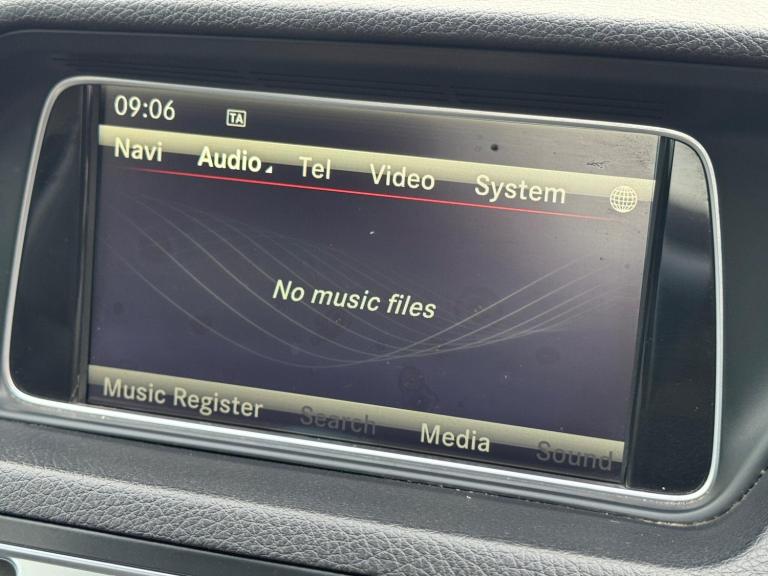 09:06 TA
Navi Audio Tel Video System
No music files
Music Register Search Media Sound